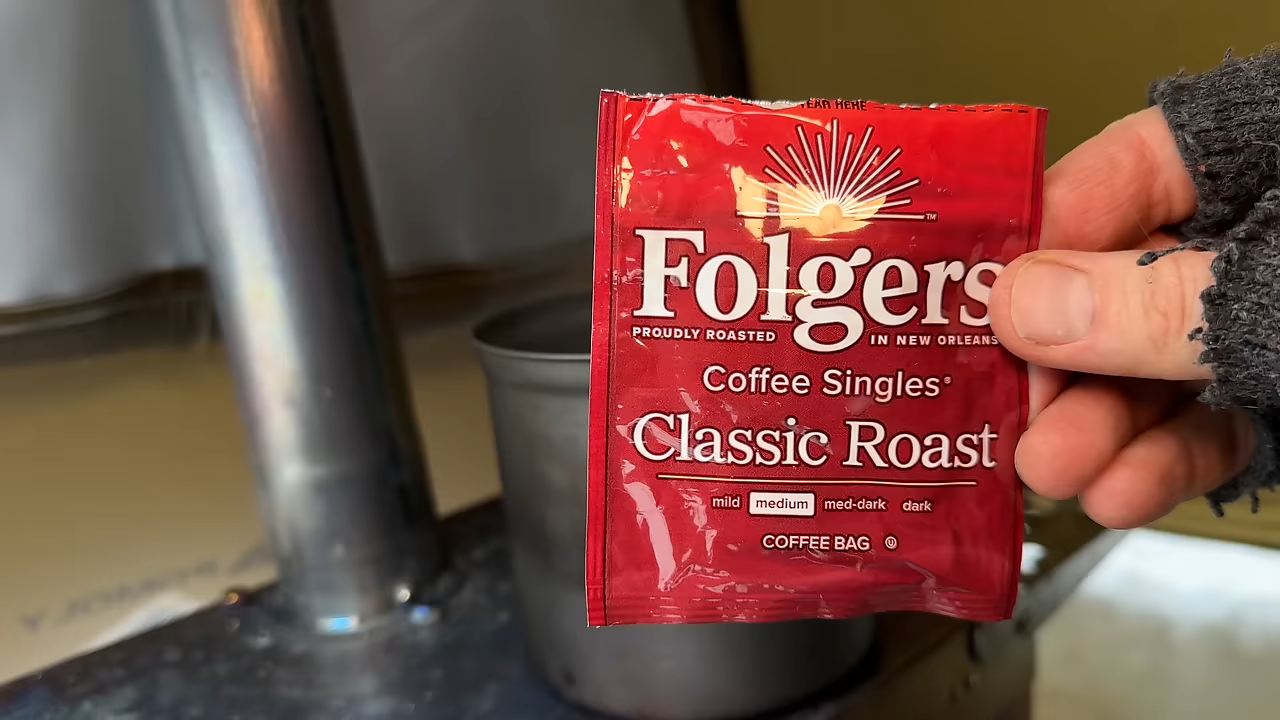 TEAR HERE
TM
Folgers
PROUDLY ROASTED IN NEW ORLEANS
Coffee Singles®
Classic Roast
mild medium med-dark dark
COFFEE BAG Ⓤ